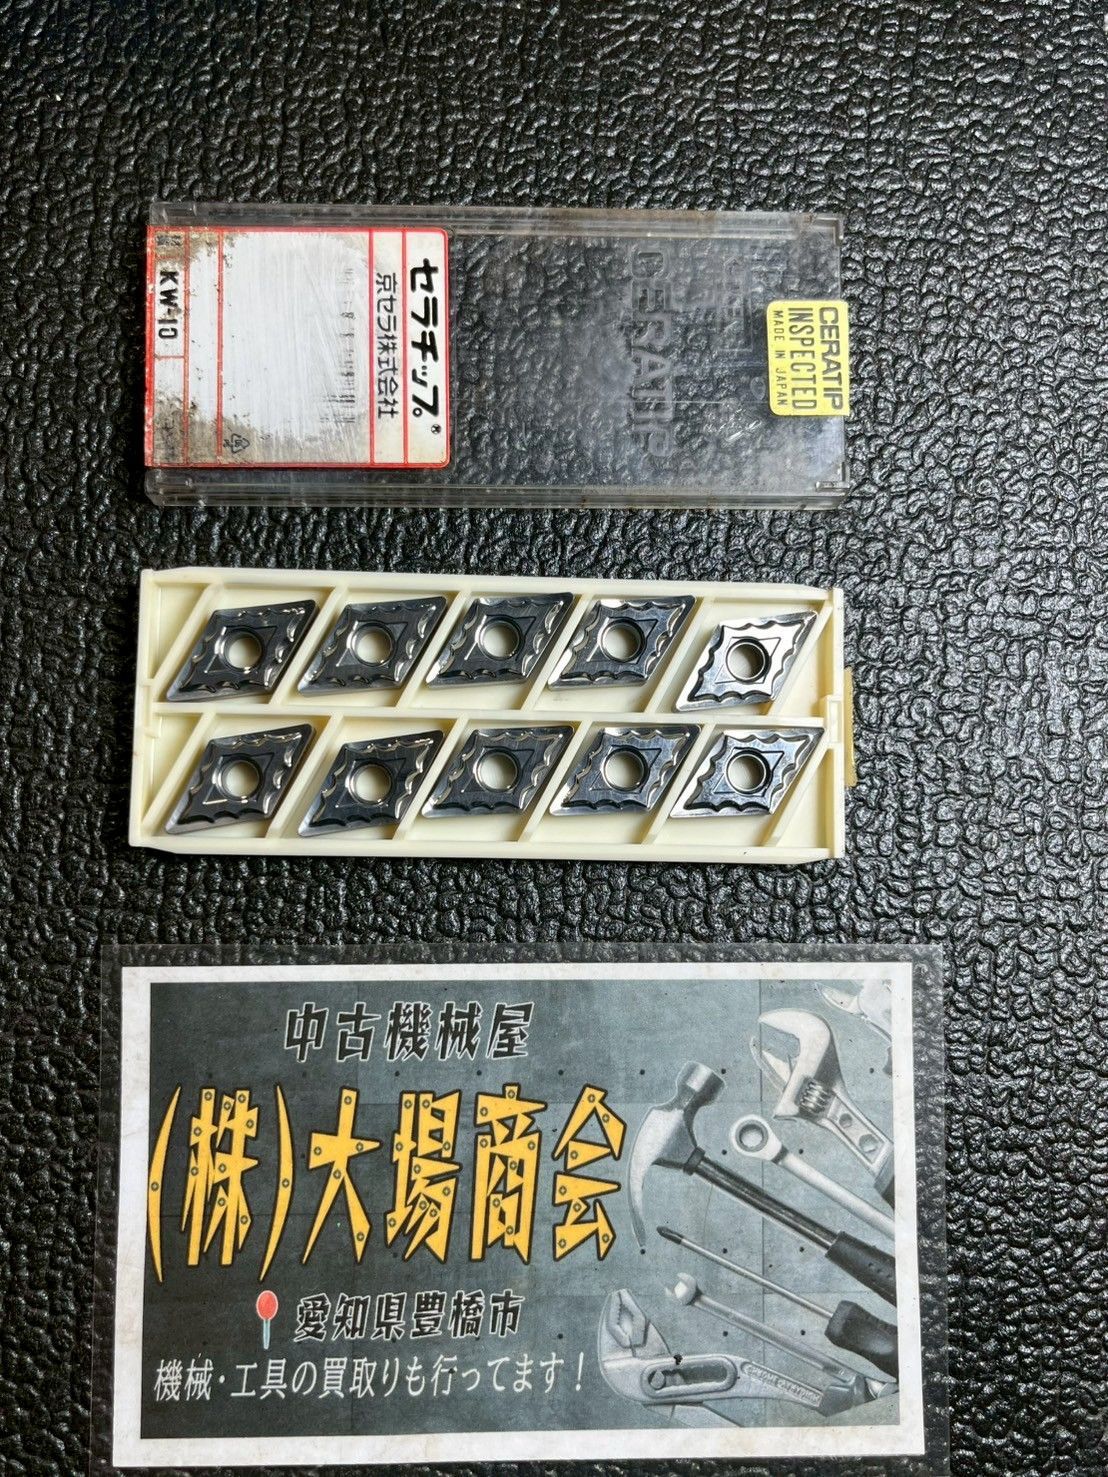 セラチップ®
京セラ株式会社
KW-10
CERATIP
CERATIP
INSPECTED
MADE IN JAPAN
中古機械屋
(株)大場商会
愛知県豊橋市
機械・工具の買取りも行ってます!